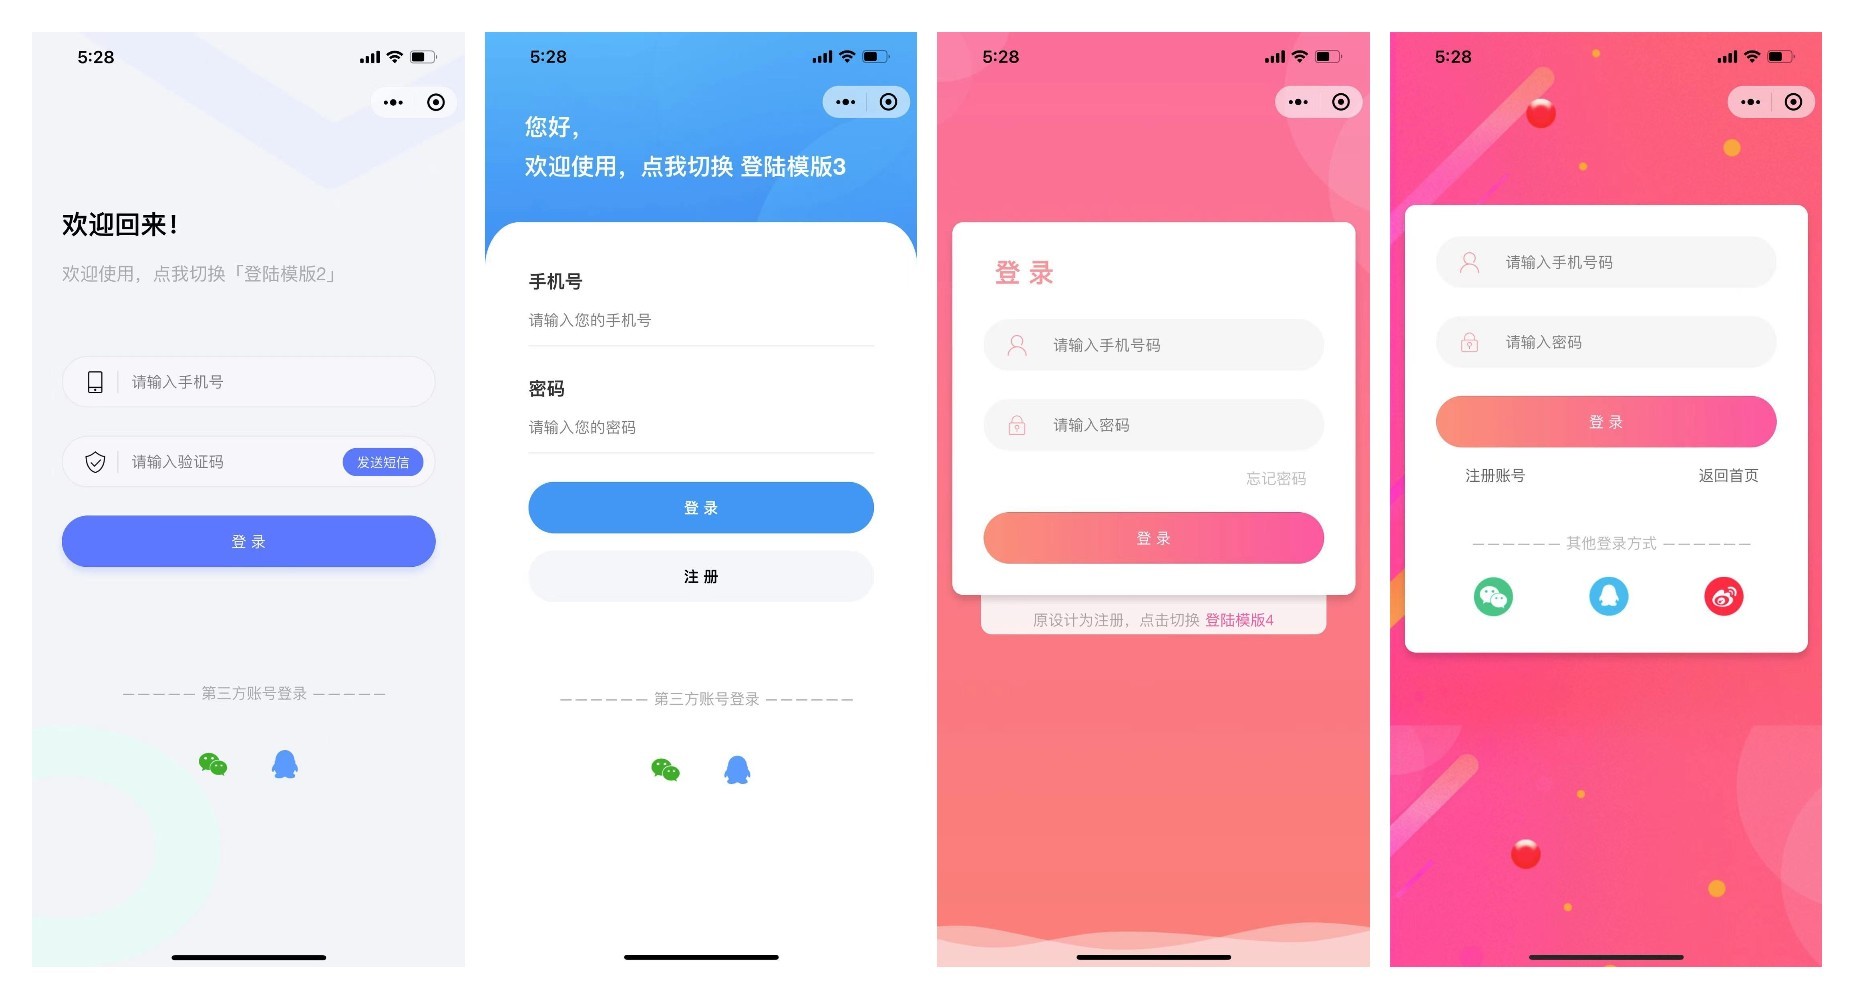 5:28
欢迎回来！
欢迎使用，点我切换「登陆模版2」
请输入手机号
请输入验证码
发送短信
登 录
————— 第三方账号登录 —————
5:28
您好，
欢迎使用，点我切换 登陆模版3
手机号
请输入您的手机号
密码
请输入您的密码
登 录
注 册
—————— 第三方账号登录 ——————
5:28
登 录
请输入手机号码
请输入密码
忘记密码
登 录
原设计为注册，点击切换 登陆模版4
5:28
请输入手机号码
请输入密码
登 录
注册账号
返回首页
—————— 其他登录方式 ——————